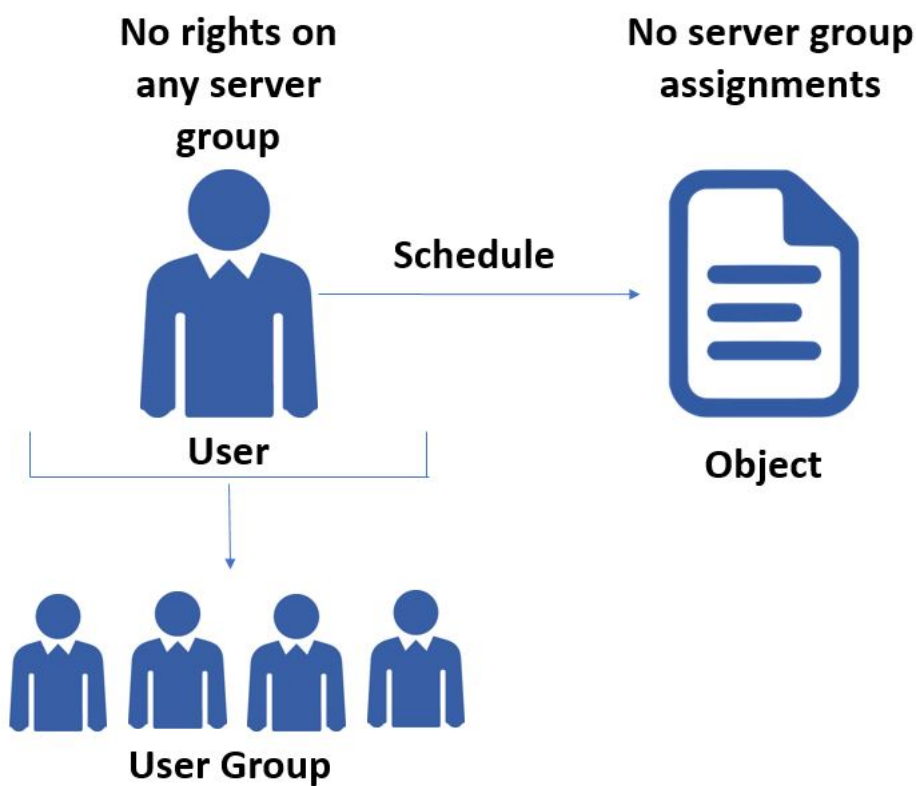 No rights on
any server
group
No server group
assignments
Schedule
User
Object
User Group